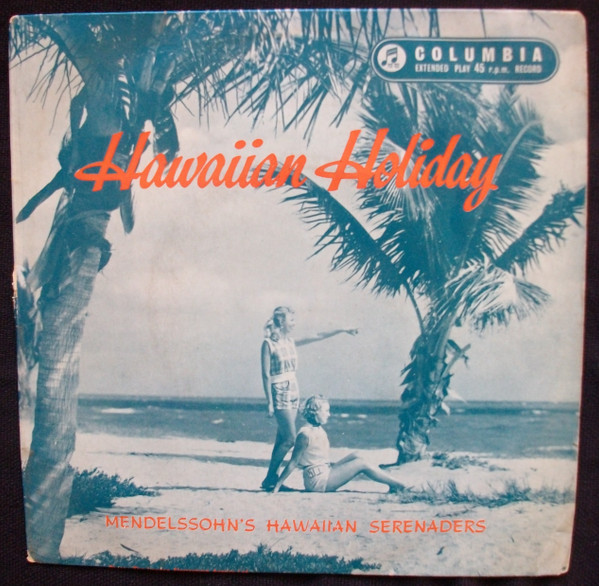 COLUMBIA
EXTENDED PLAY 45 r.p.m. RECORD
Hawaiian Holiday
MENDELSSOHN'S HAWAIIAN SERENADERS